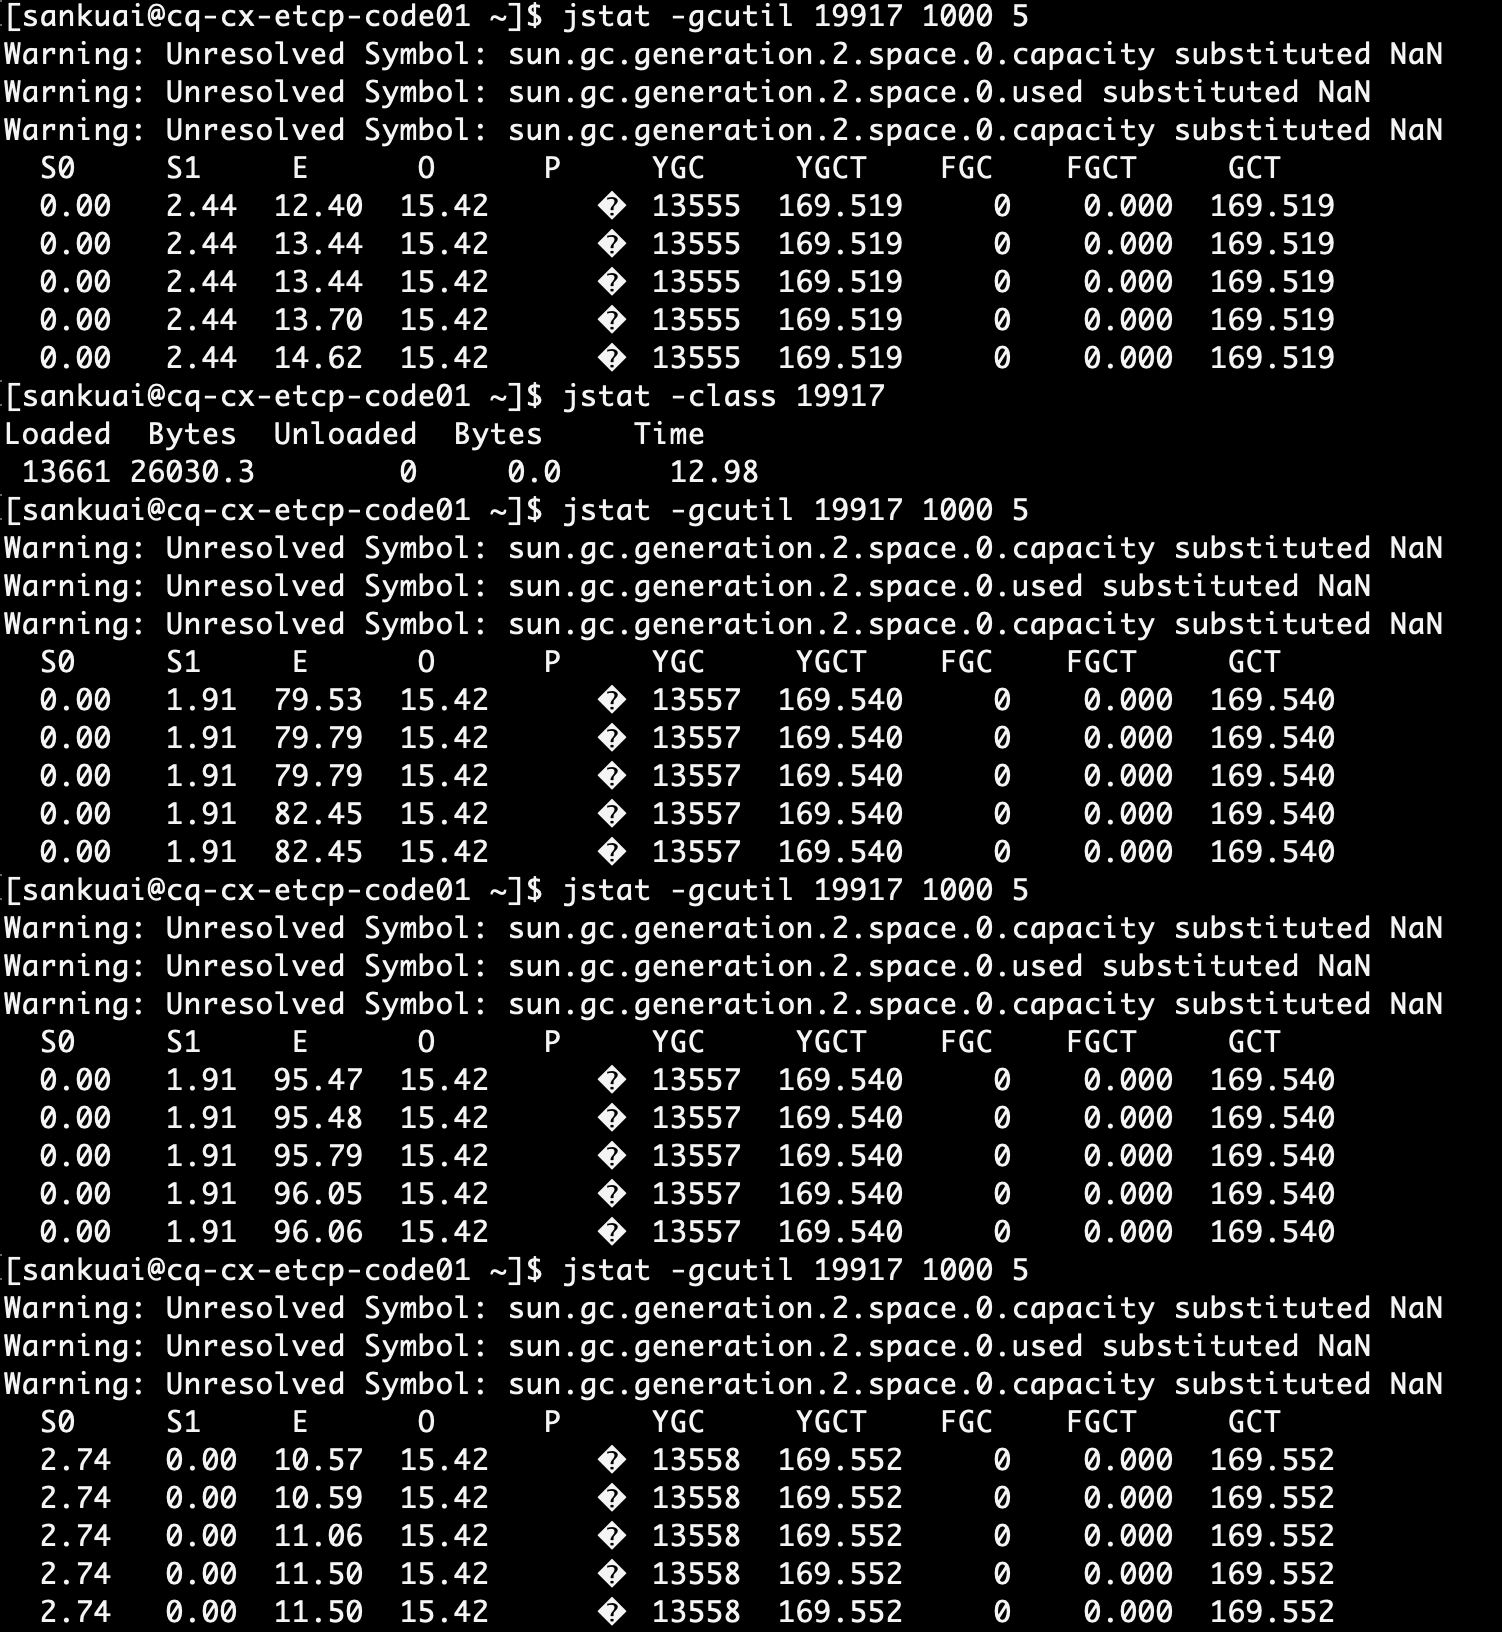 [sankuai@cq-cx-etcp-code01 ~]$ jstat -gcutil 19917 1000 5
Warning: Unresolved Symbol: sun.gc.generation.2.space.0.capacity substituted NaN
Warning: Unresolved Symbol: sun.gc.generation.2.space.0.used substituted NaN
Warning: Unresolved Symbol: sun.gc.generation.2.space.0.capacity substituted NaN
  S0     S1     E      O      P     YGC     YGCT    FGC    FGCT     GCT
  0.00   2.44  12.40  15.42      � 13555  169.519     0    0.000  169.519
  0.00   2.44  13.44  15.42      � 13555  169.519     0    0.000  169.519
  0.00   2.44  13.44  15.42      � 13555  169.519     0    0.000  169.519
  0.00   2.44  13.70  15.42      � 13555  169.519     0    0.000  169.519
  0.00   2.44  14.62  15.42      � 13555  169.519     0    0.000  169.519
[sankuai@cq-cx-etcp-code01 ~]$ jstat -class 19917
Loaded  Bytes  Unloaded  Bytes     Time
 13661 26030.3        0     0.0      12.98
[sankuai@cq-cx-etcp-code01 ~]$ jstat -gcutil 19917 1000 5
Warning: Unresolved Symbol: sun.gc.generation.2.space.0.capacity substituted NaN
Warning: Unresolved Symbol: sun.gc.generation.2.space.0.used substituted NaN
Warning: Unresolved Symbol: sun.gc.generation.2.space.0.capacity substituted NaN
  S0     S1     E      O      P     YGC     YGCT    FGC    FGCT     GCT
  0.00   1.91  79.53  15.42      � 13557  169.540     0    0.000  169.540
  0.00   1.91  79.79  15.42      � 13557  169.540     0    0.000  169.540
  0.00   1.91  79.79  15.42      � 13557  169.540     0    0.000  169.540
  0.00   1.91  82.45  15.42      � 13557  169.540     0    0.000  169.540
  0.00   1.91  82.45  15.42      � 13557  169.540     0    0.000  169.540
[sankuai@cq-cx-etcp-code01 ~]$ jstat -gcutil 19917 1000 5
Warning: Unresolved Symbol: sun.gc.generation.2.space.0.capacity substituted NaN
Warning: Unresolved Symbol: sun.gc.generation.2.space.0.used substituted NaN
Warning: Unresolved Symbol: sun.gc.generation.2.space.0.capacity substituted NaN
  S0     S1     E      O      P     YGC     YGCT    FGC    FGCT     GCT
  0.00   1.91  95.47  15.42      � 13557  169.540     0    0.000  169.540
  0.00   1.91  95.48  15.42      � 13557  169.540     0    0.000  169.540
  0.00   1.91  95.79  15.42      � 13557  169.540     0    0.000  169.540
  0.00   1.91  96.05  15.42      � 13557  169.540     0    0.000  169.540
  0.00   1.91  96.06  15.42      � 13557  169.540     0    0.000  169.540
[sankuai@cq-cx-etcp-code01 ~]$ jstat -gcutil 19917 1000 5
Warning: Unresolved Symbol: sun.gc.generation.2.space.0.capacity substituted NaN
Warning: Unresolved Symbol: sun.gc.generation.2.space.0.used substituted NaN
Warning: Unresolved Symbol: sun.gc.generation.2.space.0.capacity substituted NaN
  S0     S1     E      O      P     YGC     YGCT    FGC    FGCT     GCT
  2.74   0.00  10.57  15.42      � 13558  169.552     0    0.000  169.552
  2.74   0.00  10.59  15.42      � 13558  169.552     0    0.000  169.552
  2.74   0.00  11.06  15.42      � 13558  169.552     0    0.000  169.552
  2.74   0.00  11.50  15.42      � 13558  169.552     0    0.000  169.552
  2.74   0.00  11.50  15.42      � 13558  169.552     0    0.000  169.552